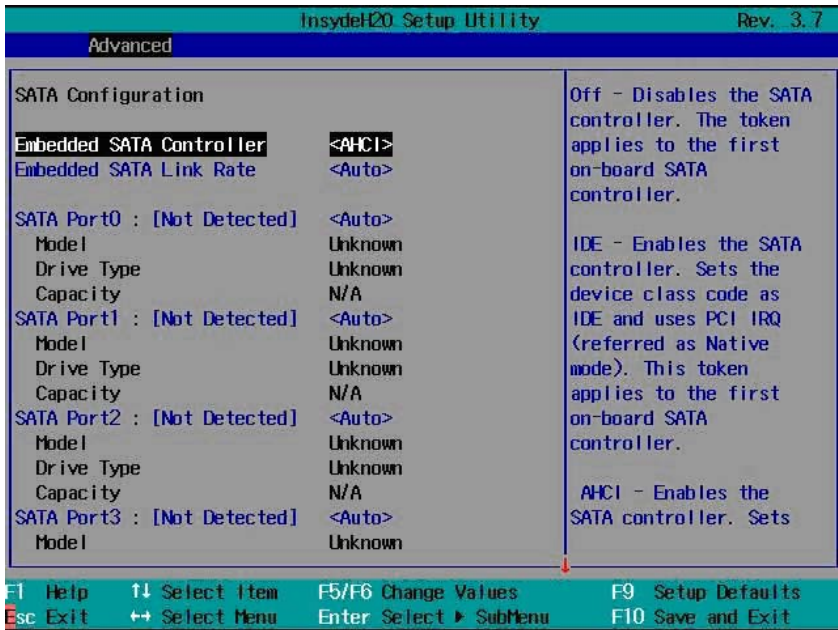 InsydeH20 Setup Utility Rev. 3.7
Advanced
SATA Configuration
Embedded SATA Controller <AHCI>
Embedded SATA Link Rate <Auto>
SATA Port0 : [Not Detected] <Auto>
Model Unknown
Drive Type Unknown
Capacity N/A
SATA Port1 : [Not Detected] <Auto>
Model Unknown
Drive Type Unknown
Capacity N/A
SATA Port2 : [Not Detected] <Auto>
Model Unknown
Drive Type Unknown
Capacity N/A
SATA Port3 : [Not Detected] <Auto>
Model Unknown
Off - Disables the SATA
controller. The token
applies to the first
on-board SATA
controller.
IDE - Enables the SATA
controller. Sets the
device class code as
IDE and uses PCI IRQ
(referred as Native
mode). This token
applies to the first
on-board SATA
controller.
AHCI - Enables the
SATA controller. Sets
F1 Help ↑↓ Select Item F5/F6 Change Values F9 Setup Defaults
Esc Exit ↔ Select Menu Enter Select ▶ SubMenu F10 Save and Exit